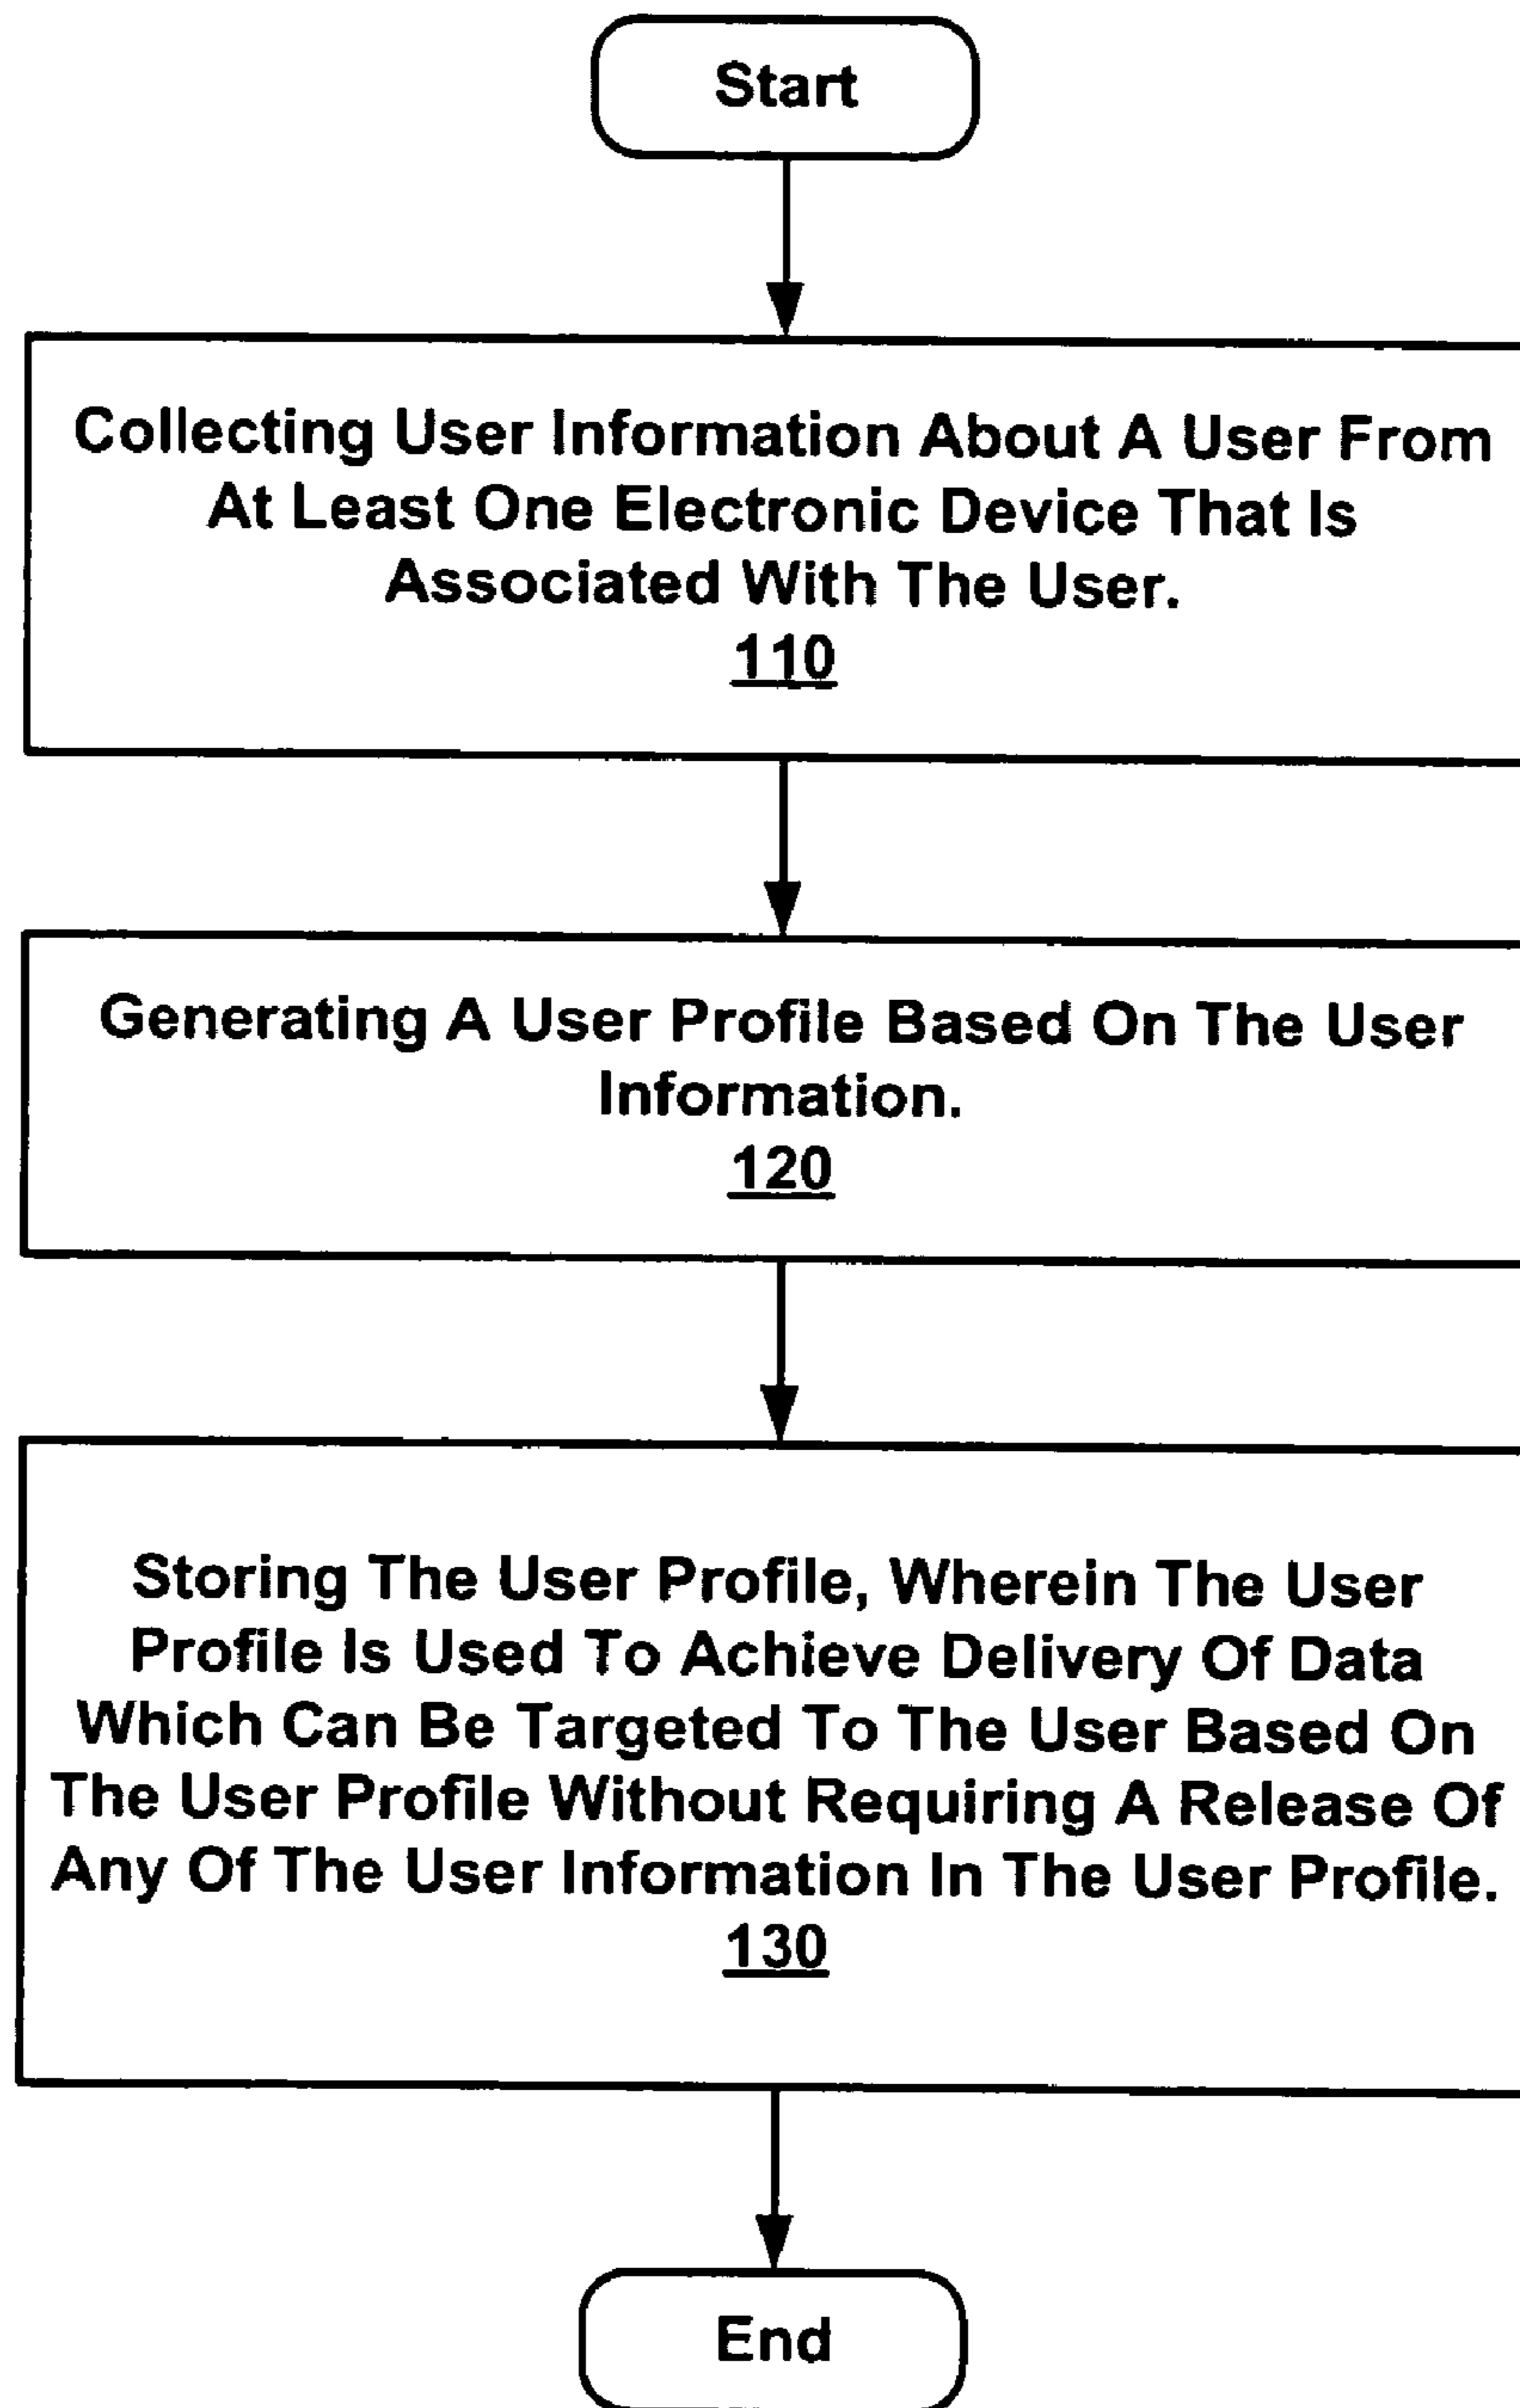 Start
Collecting User Information About A User From
At Least One Electronic Device That Is
Associated With The User.
110
Generating A User Profile Based On The User
Information.
120
Storing The User Profile, Wherein The User
Profile Is Used To Achieve Delivery Of Data
Which Can Be Targeted To The User Based On
The User Profile Without Requiring A Release Of
Any Of The User Information In The User Profile.
130
End